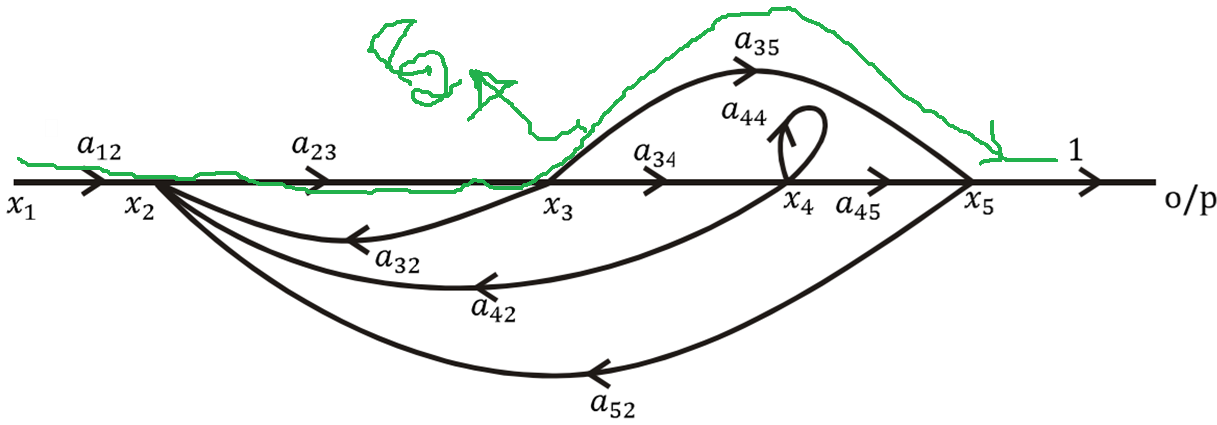 a₃₅
a₄₄
a₁₂ a₂₃ a₃₄ 1
x₁ x₂ x₃ x₄ a₄₅ x₅ o/p
a₃₂
a₄₂
a₅₂